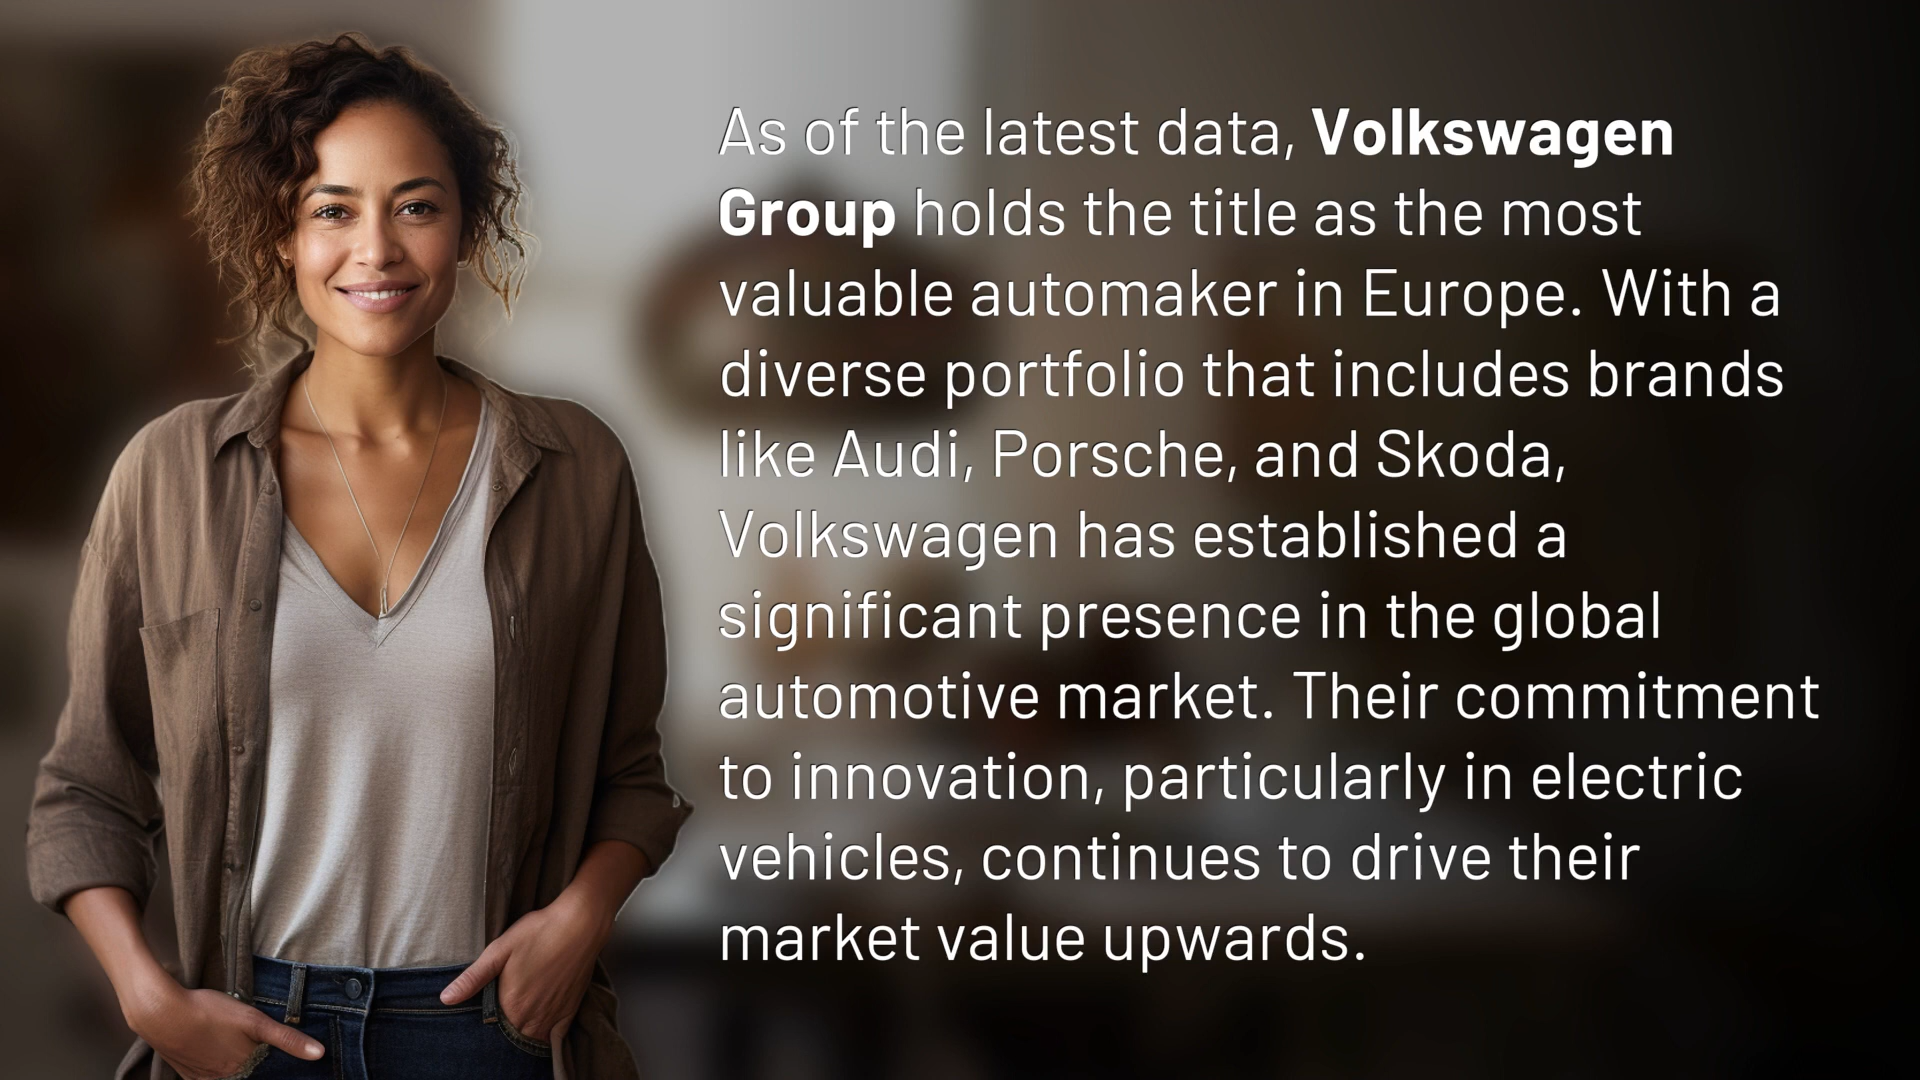 As of the latest data, Volkswagen
Group holds the title as the most
valuable automaker in Europe. With a
diverse portfolio that includes brands
like Audi, Porsche, and Skoda,
Volkswagen has established a
significant presence in the global
automotive market. Their commitment
to innovation, particularly in electric
vehicles, continues to drive their
market value upwards.